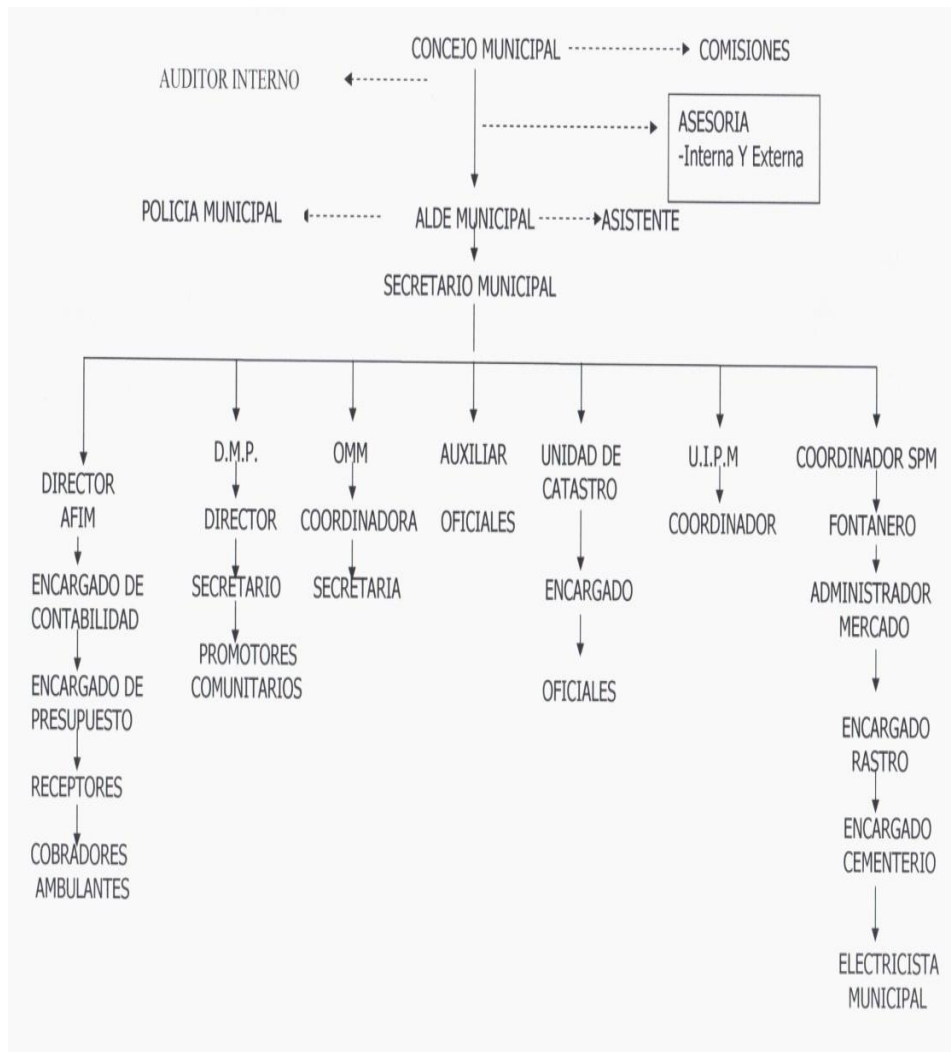 CONCEJO MUNICIPAL
COMISIONES
AUDITOR INTERNO
ASESORIA
-Interna Y Externa
POLICIA MUNICIPAL
ALDE MUNICIPAL
ASISTENTE
SECRETARIO MUNICIPAL
DIRECTOR
AFIM
ENCARGADO DE
CONTABILIDAD
ENCARGADO DE
PRESUPUESTO
RECEPTORES
COBRADORES
AMBULANTES
D.M.P.
DIRECTOR
SECRETARIO
PROMOTORES
COMUNITARIOS
OMM
COORDINADORA
SECRETARIA
AUXILIAR
OFICIALES
UNIDAD DE
CATASTRO
ENCARGADO
OFICIALES
U.I.P.M
COORDINADOR
COORDINADOR SPM
FONTANERO
ADMINISTRADOR
MERCADO
ENCARGADO
RASTRO
ENCARGADO
CEMENTERIO
ELECTRICISTA
MUNICIPAL